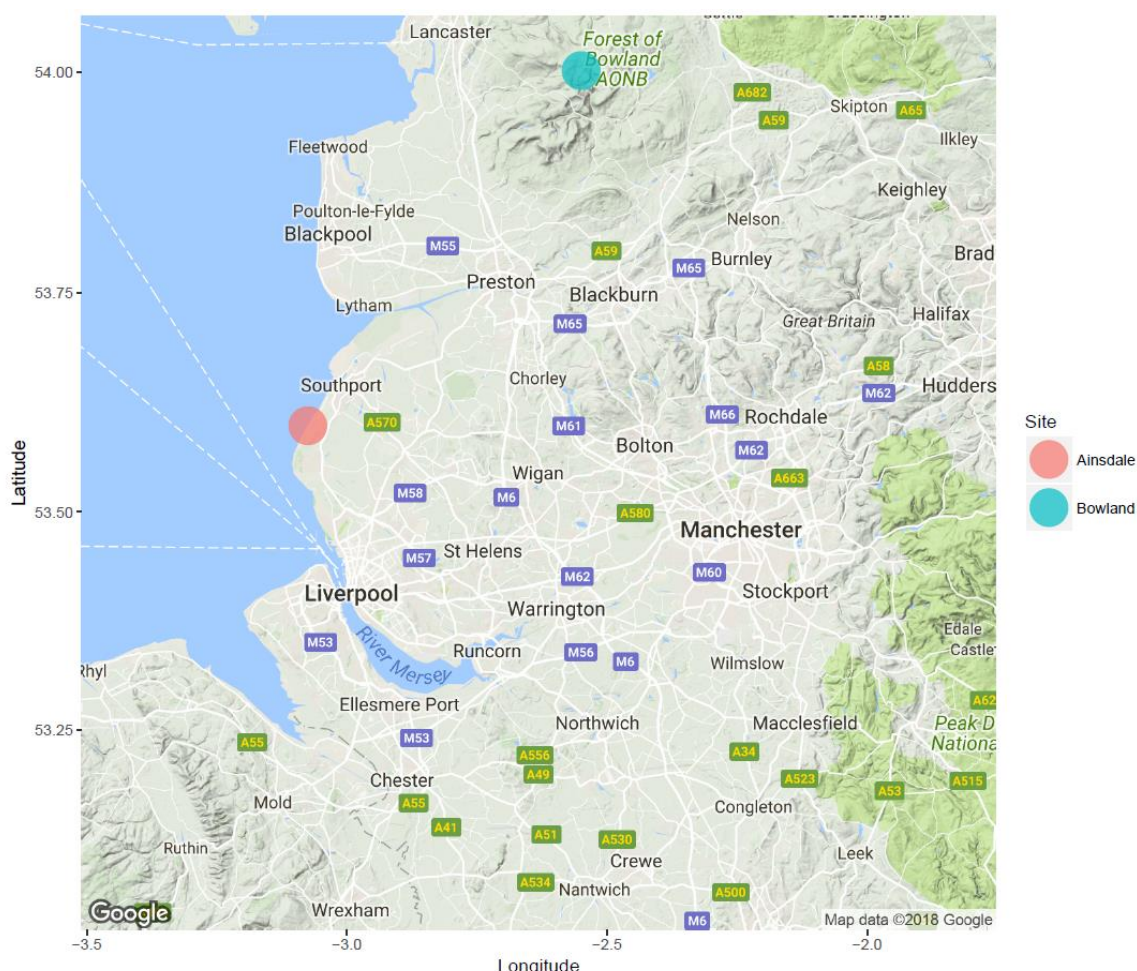 Lancaster
Settle
Grassington
Forest of
Bowland
AONB
54.00
A682
Skipton
A65
A59
Ilkley
Fleetwood
Keighley
Poulton-le-Fylde
Nelson
Blackpool
M55
A59
Burnley
Brad
M65
Preston
Blackburn
53.75
Lytham
M65
Great Britain
Halifax
A58
Southport
Chorley
M62
Hudders
A570
M61
M66
Rochdale
Site
Bolton
M62
Ainsdale
Latitude
Wigan
A663
M58
M6
Bowland
53.50
A580
Manchester
M57
St Helens
M62
M60
Liverpool
Warrington
Stockport
M53
River Mersey
Runcorn
M56
M6
Wilmslow
Edale
Castlet
Rhyl
Ellesmere Port
Northwich
Macclesfield
A62
53.25
A55
M53
A556
A34
Peak D
Nationa
A49
Chester
A523
A53
A515
Mold
A55
Congleton
A41
A51
A530
Ruthin
Crewe
Leek
A534
Nantwich
A500
Wrexham
Google
M6
Map data ©2018 Google
−3.5
−3.0
−2.5
−2.0
Longitude